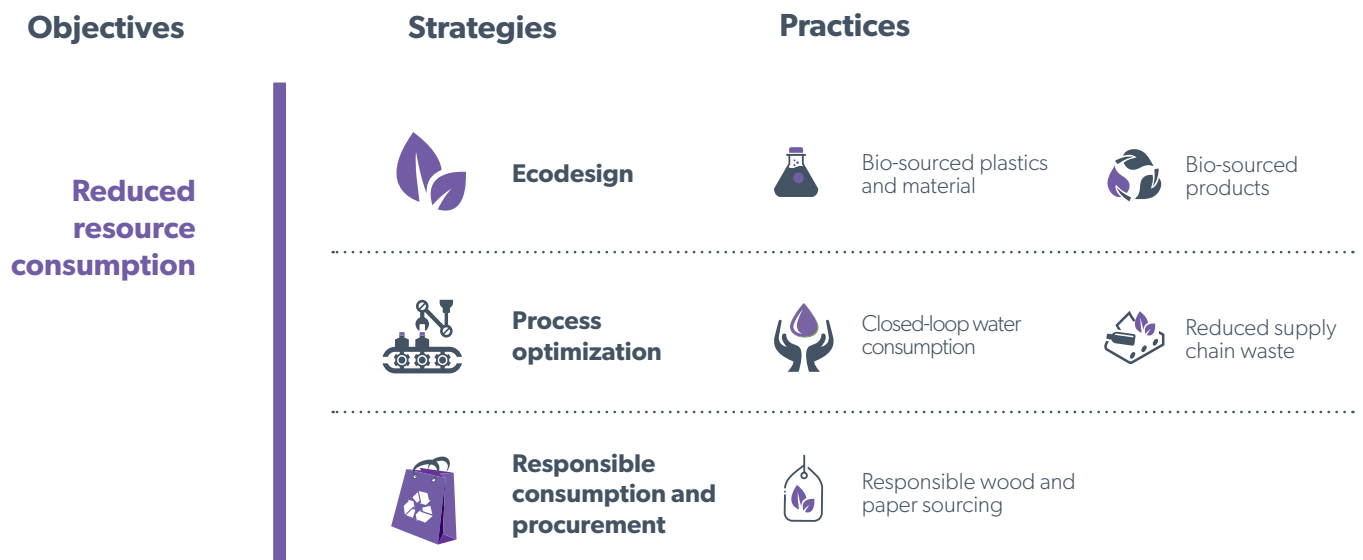 Objectives
Strategies
Practices
Reduced
resource
consumption
Ecodesign
Bio-sourced plastics
and material
Bio-sourced
products
Process
optimization
Closed-loop water
consumption
Reduced supply
chain waste
Responsible
consumption and
procurement
Responsible wood and
paper sourcing